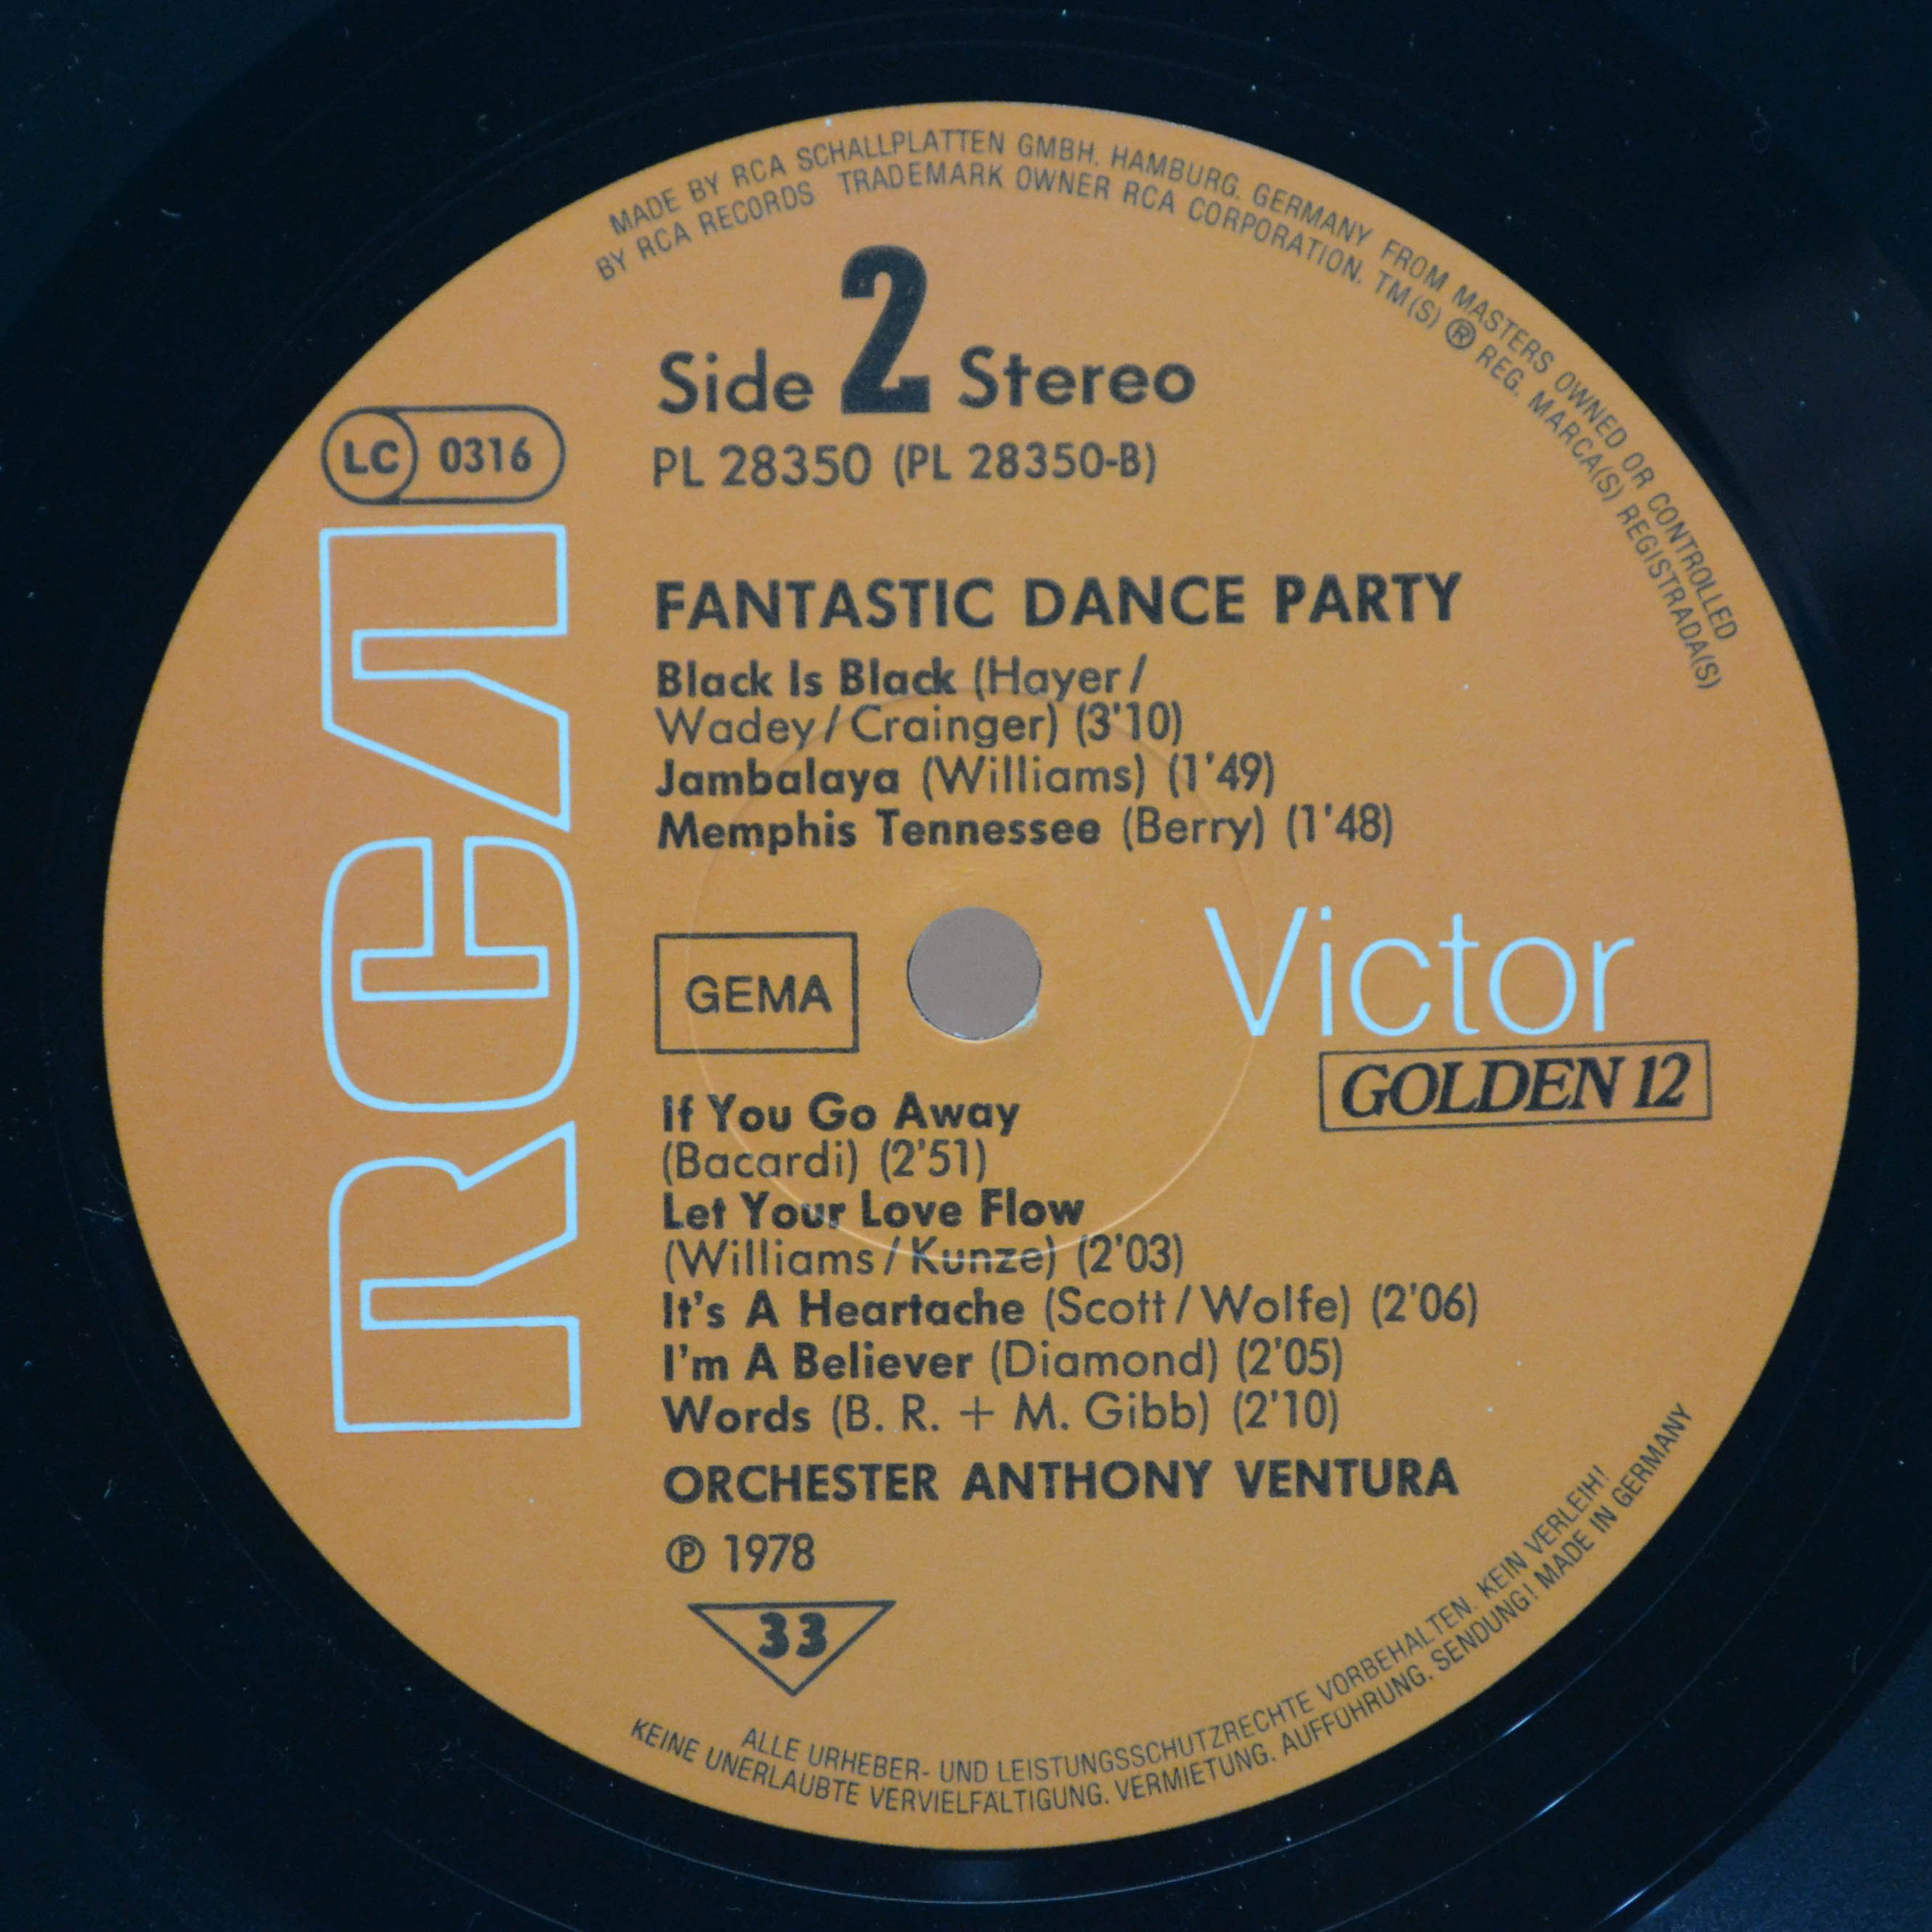 MADE BY RCA SCHALLPLATTEN GMBH. HAMBURG. GERMANY FROM MASTERS OWNED OR CONTROLLED
BY RCA RECORDS TRADEMARK OWNER RCA CORPORATION. TM(S) ® REG. MARCA(S) REGISTRADA(S)
Side 2 Stereo
LC 0316
PL 28350 (PL 28350-B)
RCA
FANTASTIC DANCE PARTY
Black Is Black (Hayer/
Wadey/Crainger) (3'10)
Jambalaya (Williams) (1'49)
Memphis Tennessee (Berry) (1'48)
GEMA
Victor
GOLDEN 12
If You Go Away
(Bacardi) (2'51)
Let Your Love Flow
(Williams/Kunze) (2'03)
It's A Heartache (Scott/Wolfe) (2'06)
I'm A Believer (Diamond) (2'05)
Words (B. R. + M. Gibb) (2'10)
ORCHESTER ANTHONY VENTURA
℗ 1978
33
ALLE URHEBER- UND LEISTUNGSSCHUTZRECHTE VORBEHALTEN. KEIN VERLEIH!
KEINE UNERLAUBTE VERVIELFÄLTIGUNG. VERMIETUNG. AUFFÜHRUNG. SENDUNG! MADE IN GERMANY